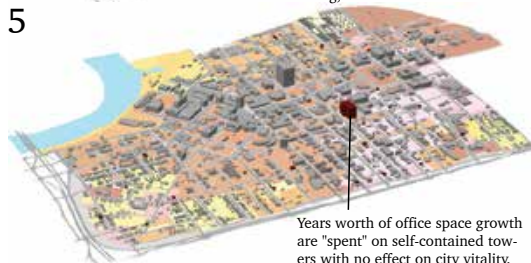 5
Years worth of office space growth
are "spent" on self-contained tow-
ers with no effect on city vitality.